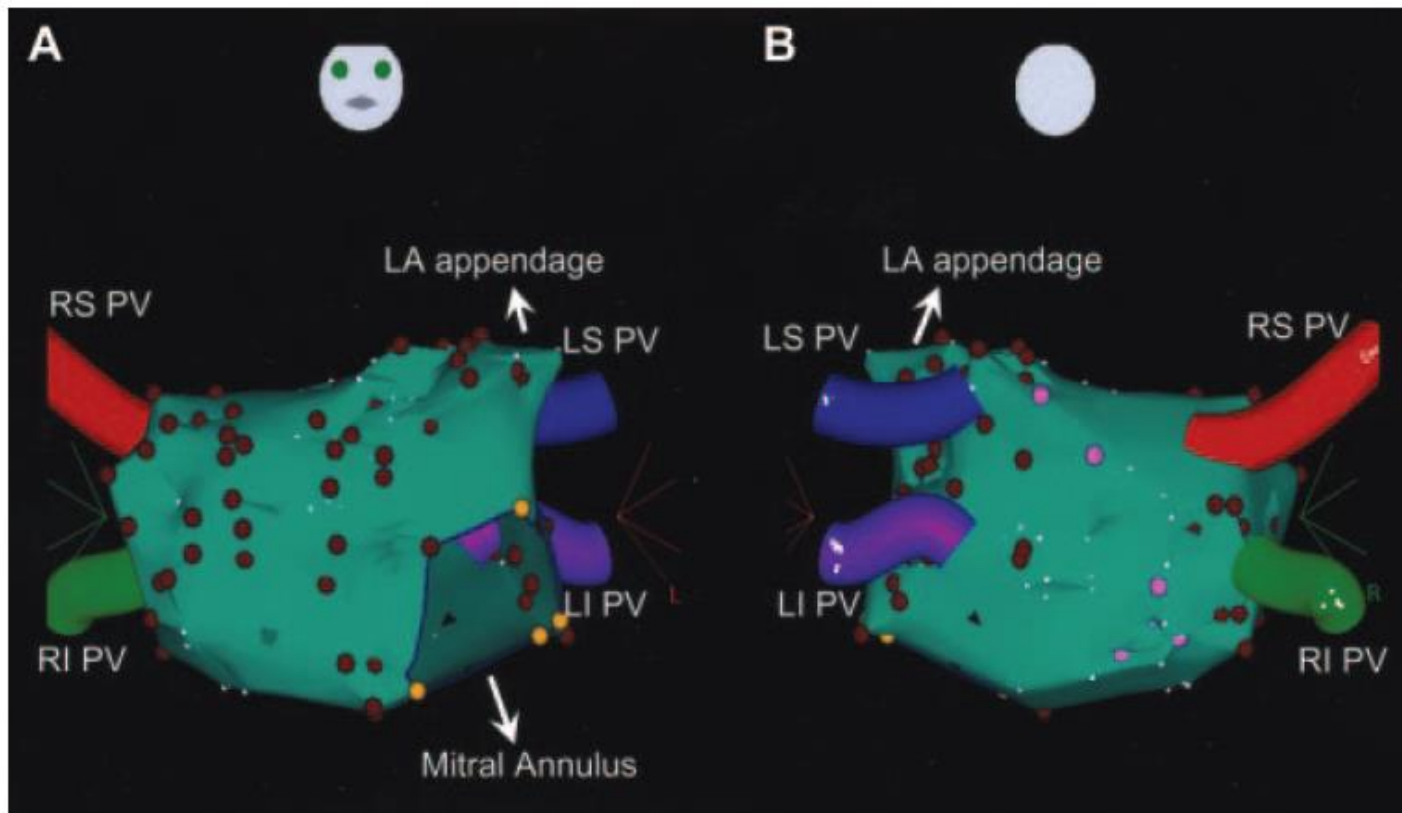 A
B
LA appendage
RS PV
LS PV
LI PV
L
RI PV
Mitral Annulus
LA appendage
LS PV
RS PV
LI PV
R
RI PV